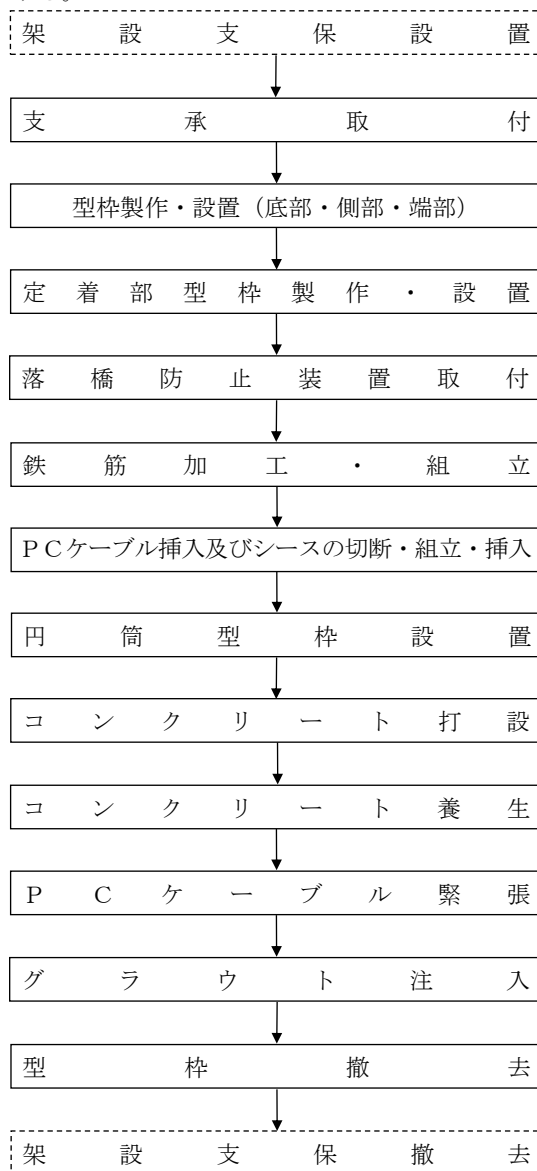 架設支保設置
支承取付
型枠製作・設置（底部・側部・端部）
定着部型枠製作・設置
落橋防止装置取付
鉄筋加工・組立
ＰＣケーブル挿入及びシースの切断・組立・挿入
円筒型枠設置
コンクリート打設
コンクリート養生
ＰＣケーブル緊張
グラウト注入
型枠撤去
架設支保撤去